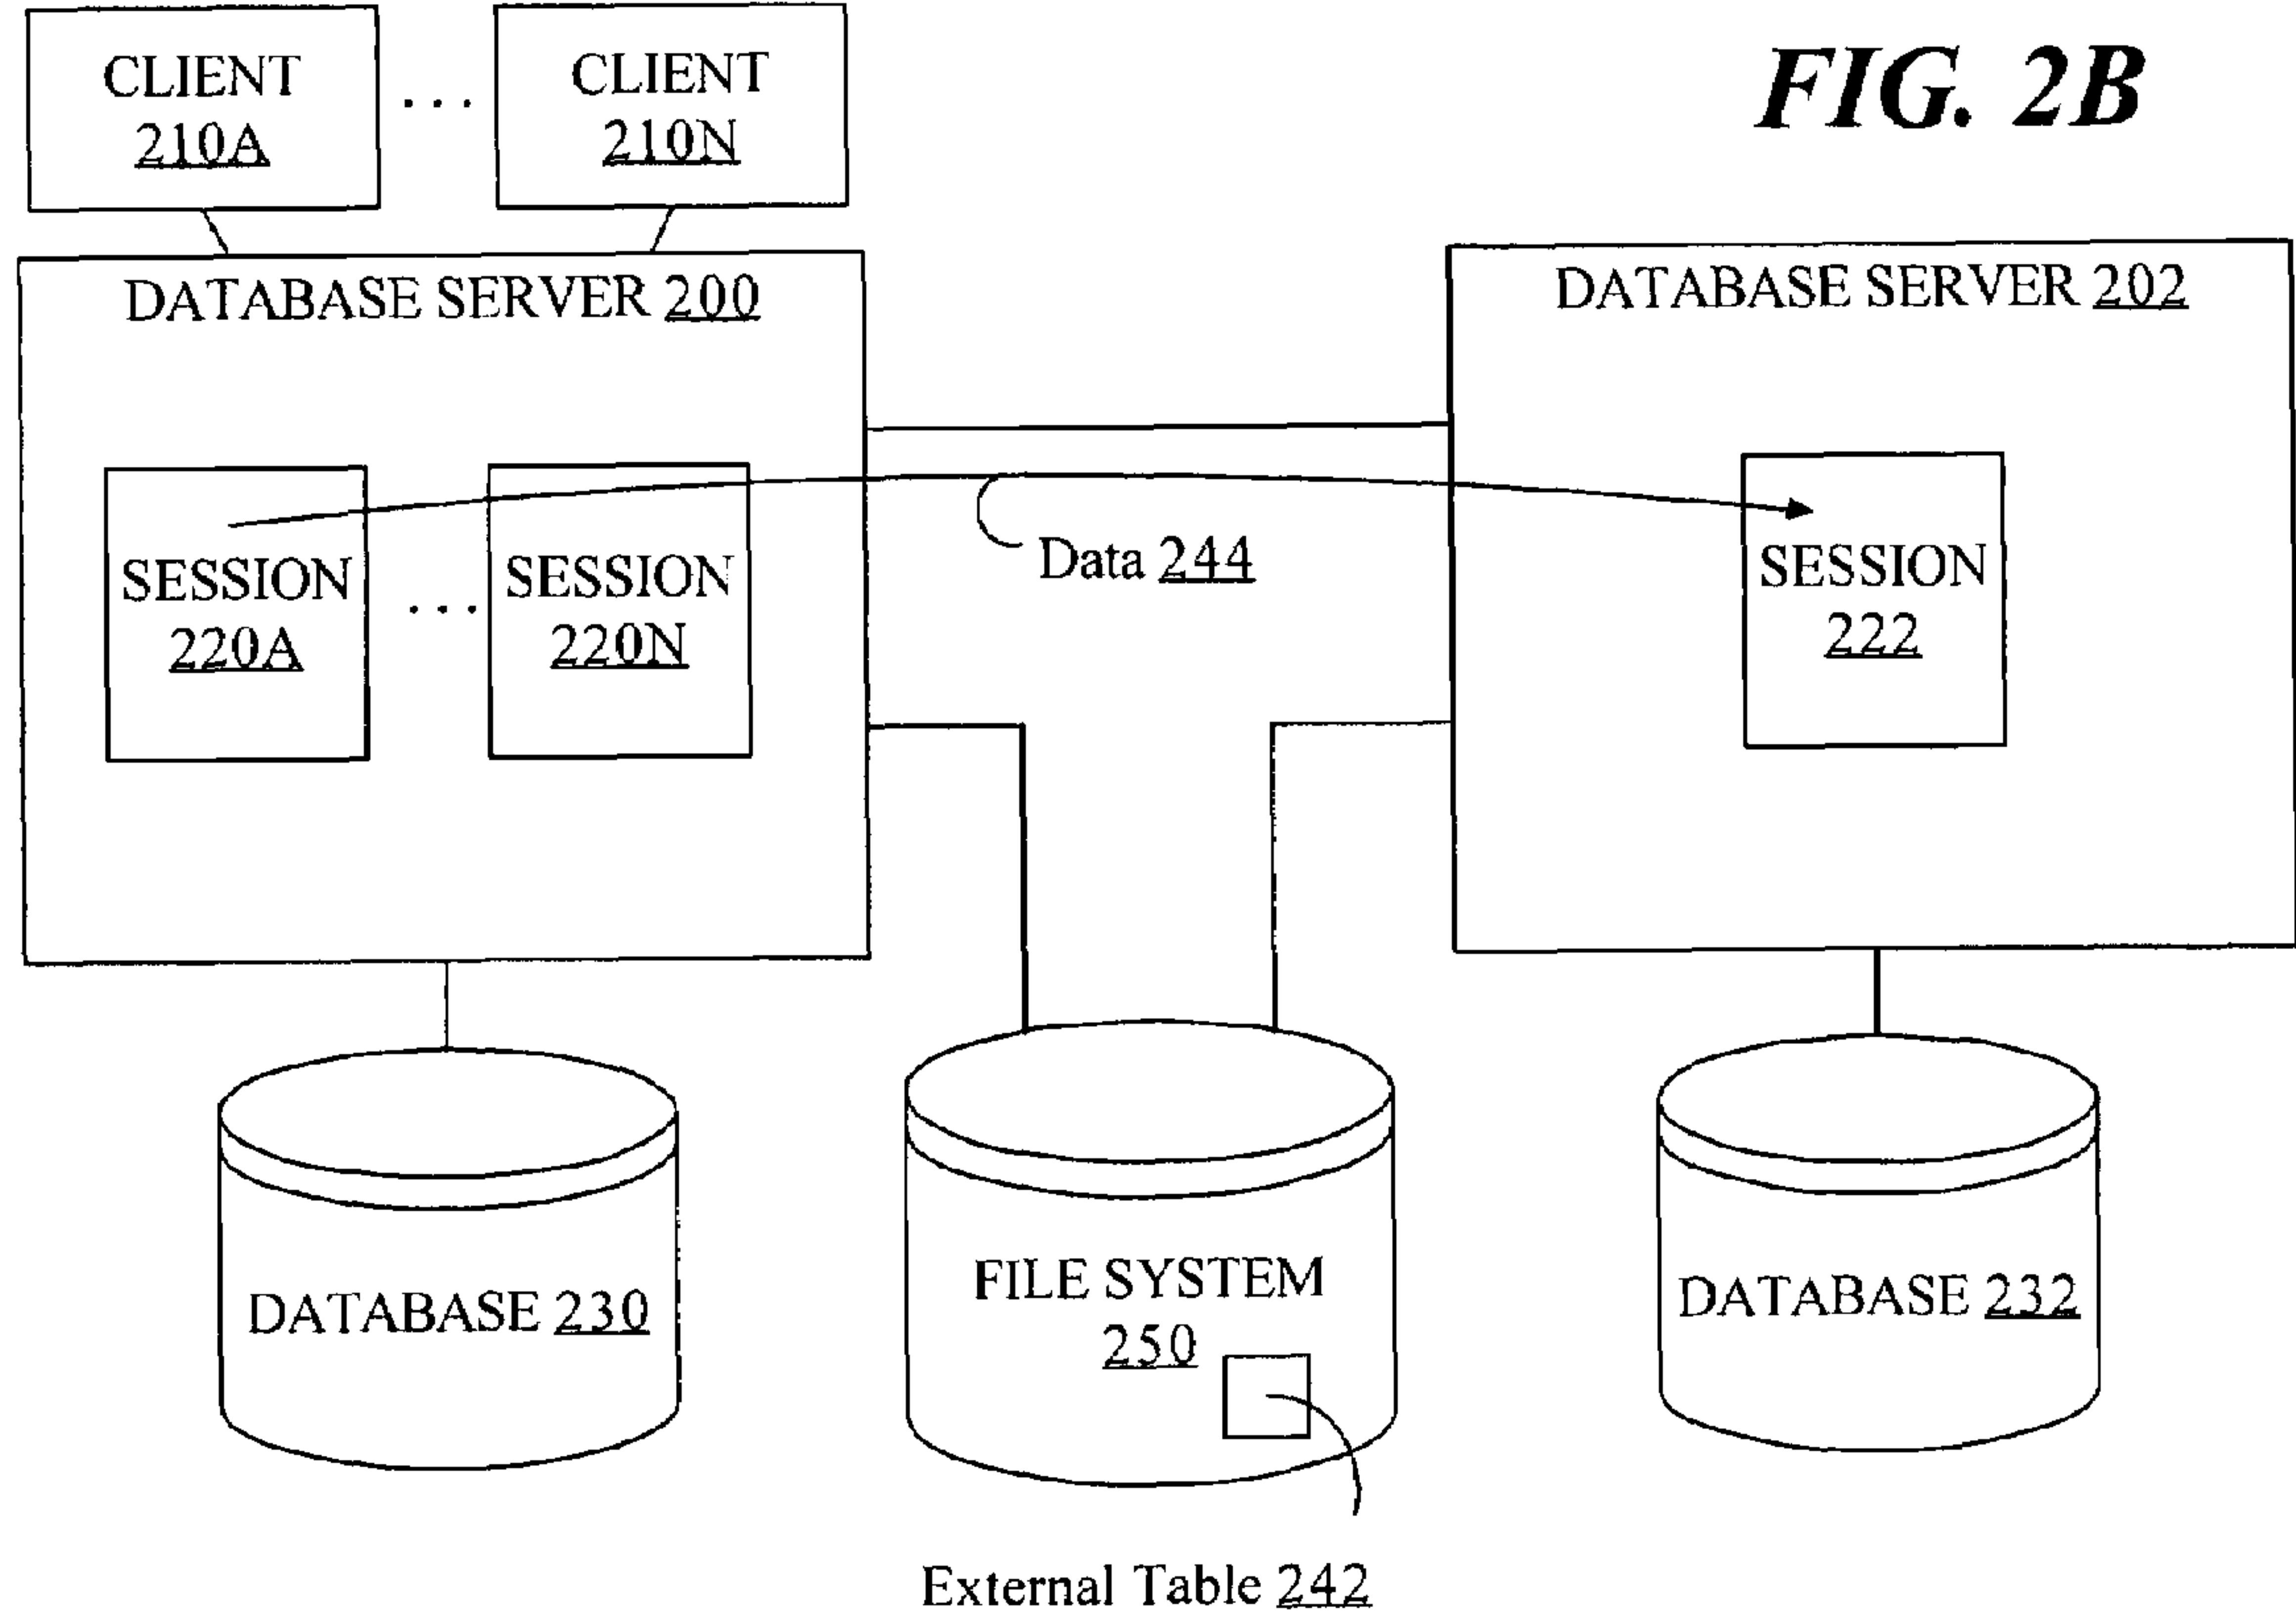 FIG. 2B
CLIENT
210A
...
CLIENT
210N
DATABASE SERVER 200
DATABASE SERVER 202
SESSION
220A
...
SESSION
220N
Data 244
SESSION
222
DATABASE 230
FILE SYSTEM
250
DATABASE 232
External Table 242